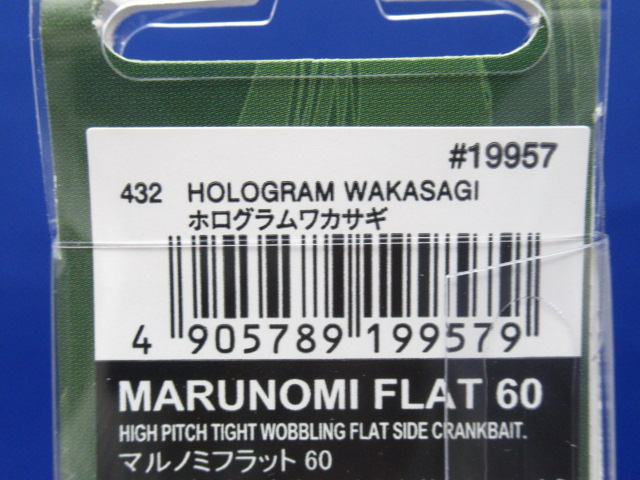 #19957
432 HOLOGRAM WAKASAGI
ホログラムワカサギ
4 905789 199579
MARUNOMI FLAT 60
HIGH PITCH TIGHT WOBBLING FLAT SIDE CRANKBAIT.
マルノミフラット 60